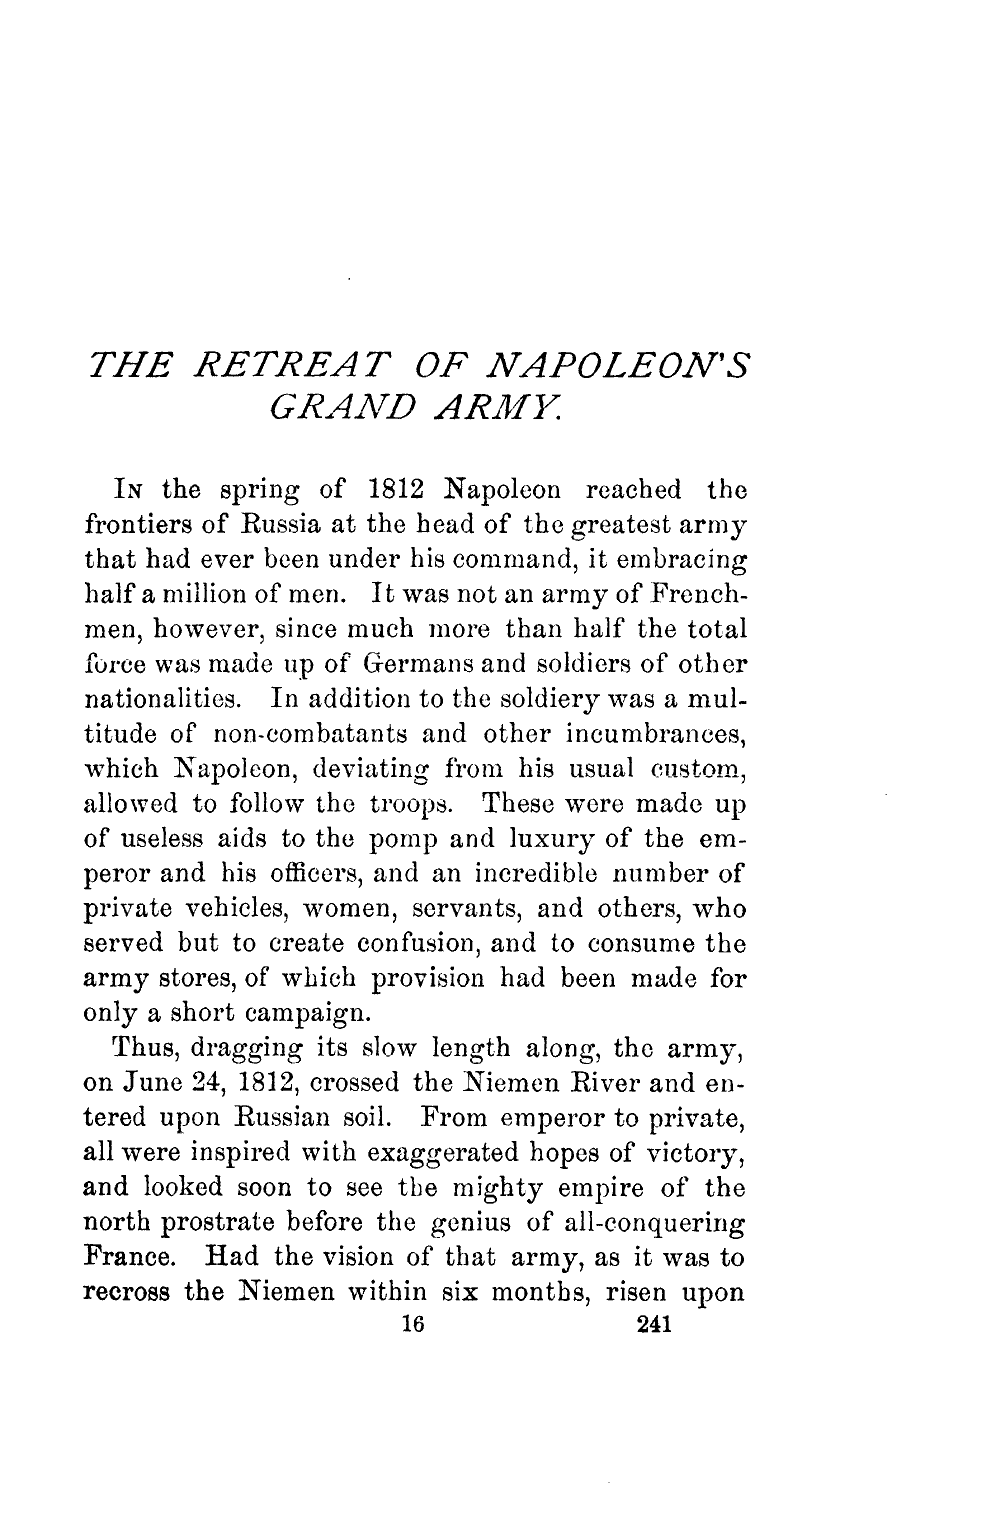 THE RETREAT OF NAPOLEON'S
GRAND ARMY.
IN the spring of 1812 Napoleon reached the
frontiers of Russia at the head of the greatest army
that had ever been under his command, it embracing
half a million of men. It was not an army of French-
men, however, since much more than half the total
force was made up of Germans and soldiers of other
nationalities. In addition to the soldiery was a mul-
titude of non-combatants and other incumbrances,
which Napoleon, deviating from his usual custom,
allowed to follow the troops. These were made up
of useless aids to the pomp and luxury of the em-
peror and his officers, and an incredible number of
private vehicles, women, servants, and others, who
served but to create confusion, and to consume the
army stores, of which provision had been made for
only a short campaign.
Thus, dragging its slow length along, the army,
on June 24, 1812, crossed the Niemen River and en-
tered upon Russian soil. From emperor to private,
all were inspired with exaggerated hopes of victory,
and looked soon to see the mighty empire of the
north prostrate before the genius of all-conquering
France. Had the vision of that army, as it was to
recross the Niemen within six months, risen upon
16 241